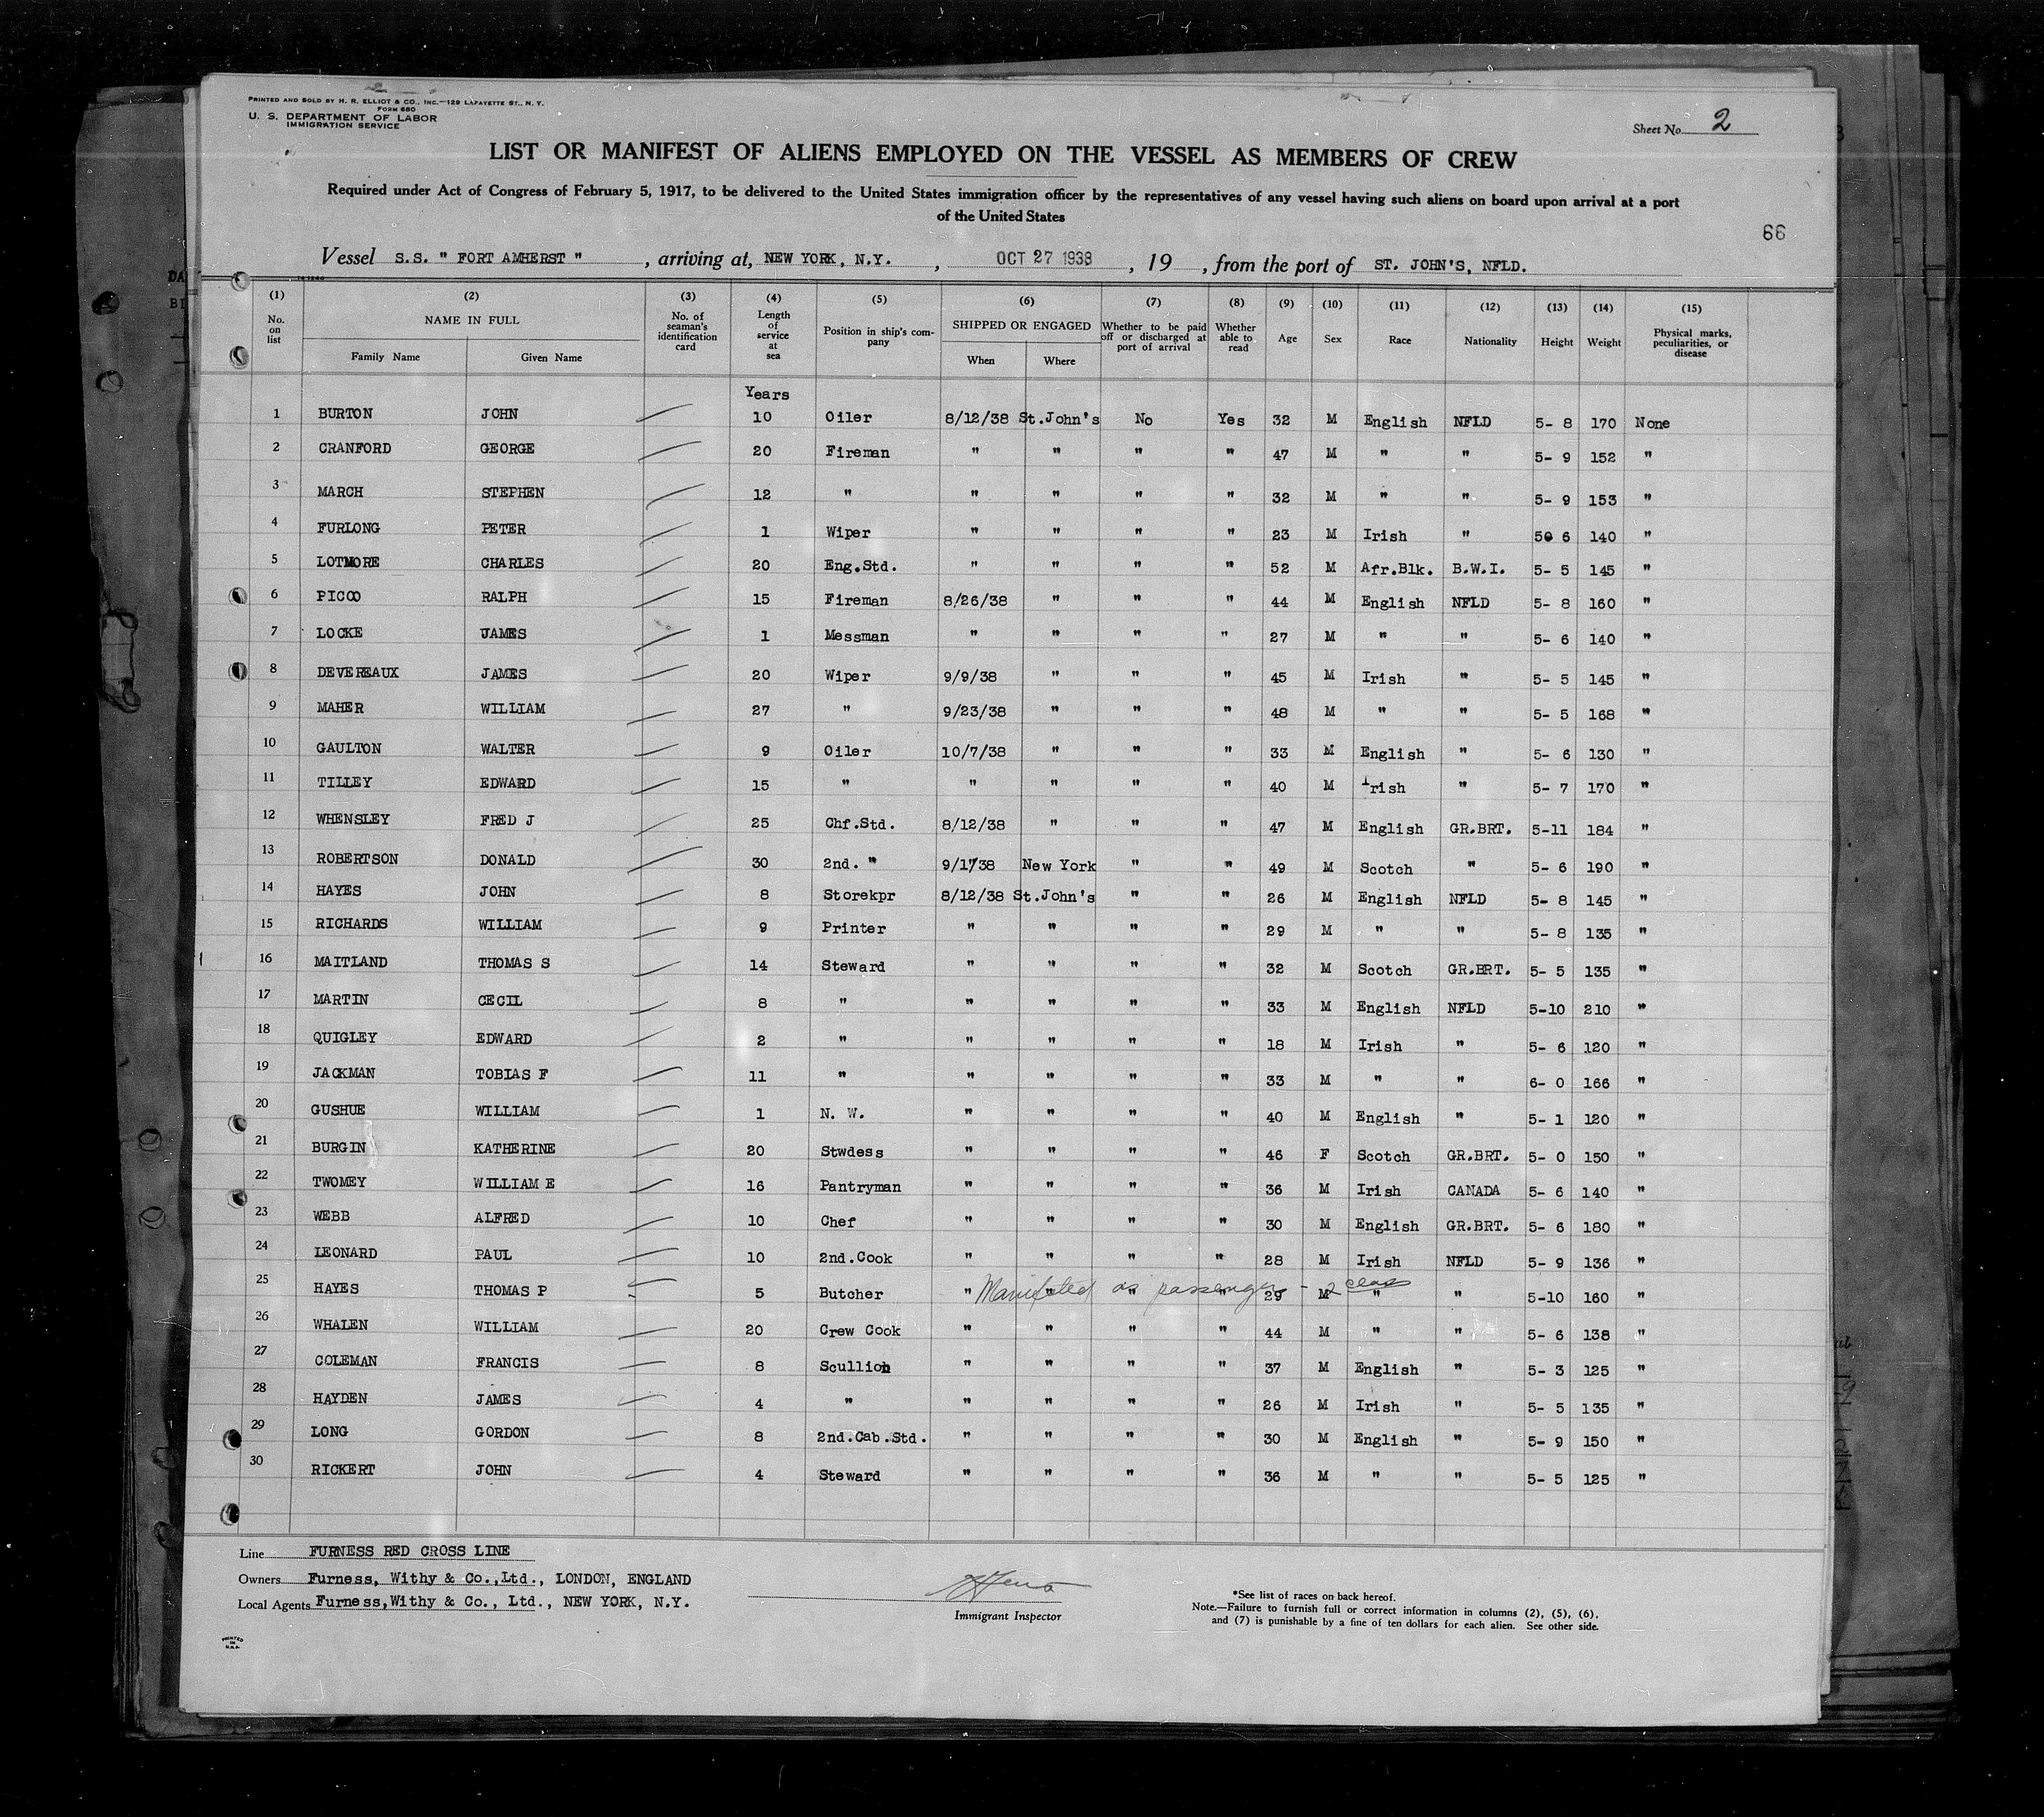 PRINTED AND SOLD BY H. R. ELLIOT & CO., INC.—129 LAFAYETTE ST., N. Y.
FORM 680
U. S. DEPARTMENT OF LABOR
IMMIGRATION SERVICE
Sheet No. 2
LIST OR MANIFEST OF ALIENS EMPLOYED ON THE VESSEL AS MEMBERS OF CREW
Required under Act of Congress of February 5, 1917, to be delivered to the United States immigration officer by the representatives of any vessel having such aliens on board upon arrival at a port
of the United States
66
Vessel S.S. " FORT AMHERST " , arriving at, NEW YORK, N.Y. , OCT 27 1938 , 19 , from the port of ST. JOHN'S, NFLD.
(1) (2) (3) (4) (5) (6) (7) (8) (9) (10) (11) (12) (13) (14) (15)
No. on list NAME IN FULL Family Name Given Name No. of seaman's identification card Length of service at sea Position in ship's company SHIPPED OR ENGAGED When Where Whether to be paid off or discharged at port of arrival Whether able to read Age Sex Race Nationality Height Weight Physical marks, peculiarities, or disease
Years
1 BURTON JOHN 10 Oiler 8/12/38 St.John's No Yes 32 M English NFLD 5- 8 170 None
2 CRANFORD GEORGE 20 Fireman " " " " 47 M " " 5- 9 152 "
3 MARCH STEPHEN 12 " " " " " 32 M " " 5- 9 153 "
4 FURLONG PETER 1 Wiper " " " " 23 M Irish " 50 6 140 "
5 LOTMORE CHARLES 20 Eng.Std. " " " " 52 M Afr.Blk. B.W.I. 5- 5 145 "
6 PICCO RALPH 15 Fireman 8/26/38 " " " 44 M English NFLD 5- 8 160 "
7 LOCKE JAMES 1 Messman " " " " 27 M " " 5- 6 140 "
8 DEVEREAUX JAMES 20 Wiper 9/9/38 " " " 45 M Irish " 5- 5 145 "
9 MAHER WILLIAM 27 " 9/23/38 " " " 48 M " " 5- 5 168 "
10 GAULTON WALTER 9 Oiler 10/7/38 " " " 33 M English " 5- 6 130 "
11 TILLEY EDWARD 15 " " " " " 40 M Irish " 5- 7 170 "
12 WHENSLEY FRED J 25 Chf.Std. 8/12/38 " " " 47 M English GR.BRT. 5-11 184 "
13 ROBERTSON DONALD 30 2nd. " 9/1/38 New York " " 49 M Scotch " 5- 6 190 "
14 HAYES JOHN 8 Storekpr 8/12/38 St.John's " " 26 M English NFLD 5- 8 145 "
15 RICHARDS WILLIAM 9 Printer " " " " 29 M " " 5- 8 135 "
16 MAITLAND THOMAS S 14 Steward " " " " 32 M Scotch GR.BRT. 5- 5 135 "
17 MARTIN CECIL 8 " " " " " 33 M English NFLD 5-10 210 "
18 QUIGLEY EDWARD 2 " " " " " 18 M Irish " 5- 6 120 "
19 JACKMAN TOBIAS F 11 " " " " " 33 M " " 6- 0 166 "
20 GUSHUE WILLIAM 1 N. W. " " " " 40 M English " 5- 1 120 "
21 BURGIN KATHERINE 20 Stwdess " " " " 46 F Scotch GR.BRT. 5- 0 150 "
22 TWOMEY WILLIAM E 16 Pantryman " " " " 36 M Irish CANADA 5- 6 140 "
23 WEBB ALFRED 10 Chef " " " " 30 M English GR.BRT. 5- 6 180 "
24 LEONARD PAUL 10 2nd.Cook " " " " 28 M Irish NFLD 5- 9 136 "
25 HAYES THOMAS P 5 Butcher " " " " 29 M " " 5-10 160 "
Manifested as passenger - 2 class
26 WHALEN WILLIAM 20 Crew Cook " " " " 44 M " " 5- 6 138 "
27 COLEMAN FRANCIS 8 Scullion " " " " 37 M English " 5- 3 125 "
28 HAYDEN JAMES 4 " " " " " 26 M Irish " 5- 5 135 "
29 LONG GORDON 8 2nd.Cab.Std. " " " " 30 M English " 5- 9 150 "
30 RICKERT JOHN 4 Steward " " " " 36 M " " 5- 5 125 "
Line FURNESS RED CROSS LINE
Owners Furness, Withy & Co.,Ltd., LONDON, ENGLAND
Local Agents Furness,Withy & Co., Ltd., NEW YORK, N.Y.
Immigrant Inspector
*See list of races on back hereof.
Note.—Failure to furnish full or correct information in columns (2), (5), (6),
and (7) is punishable by a fine of ten dollars for each alien. See other side.
PRINTED
IN
U.S.A.